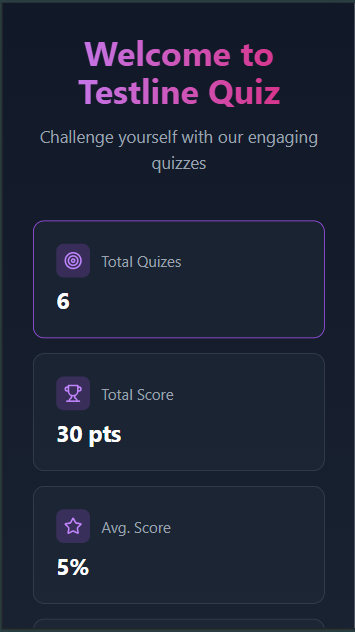 Welcome to
Testline Quiz
Challenge yourself with our engaging
quizzes
Total Quizes
6
Total Score
30 pts
Avg. Score
5%